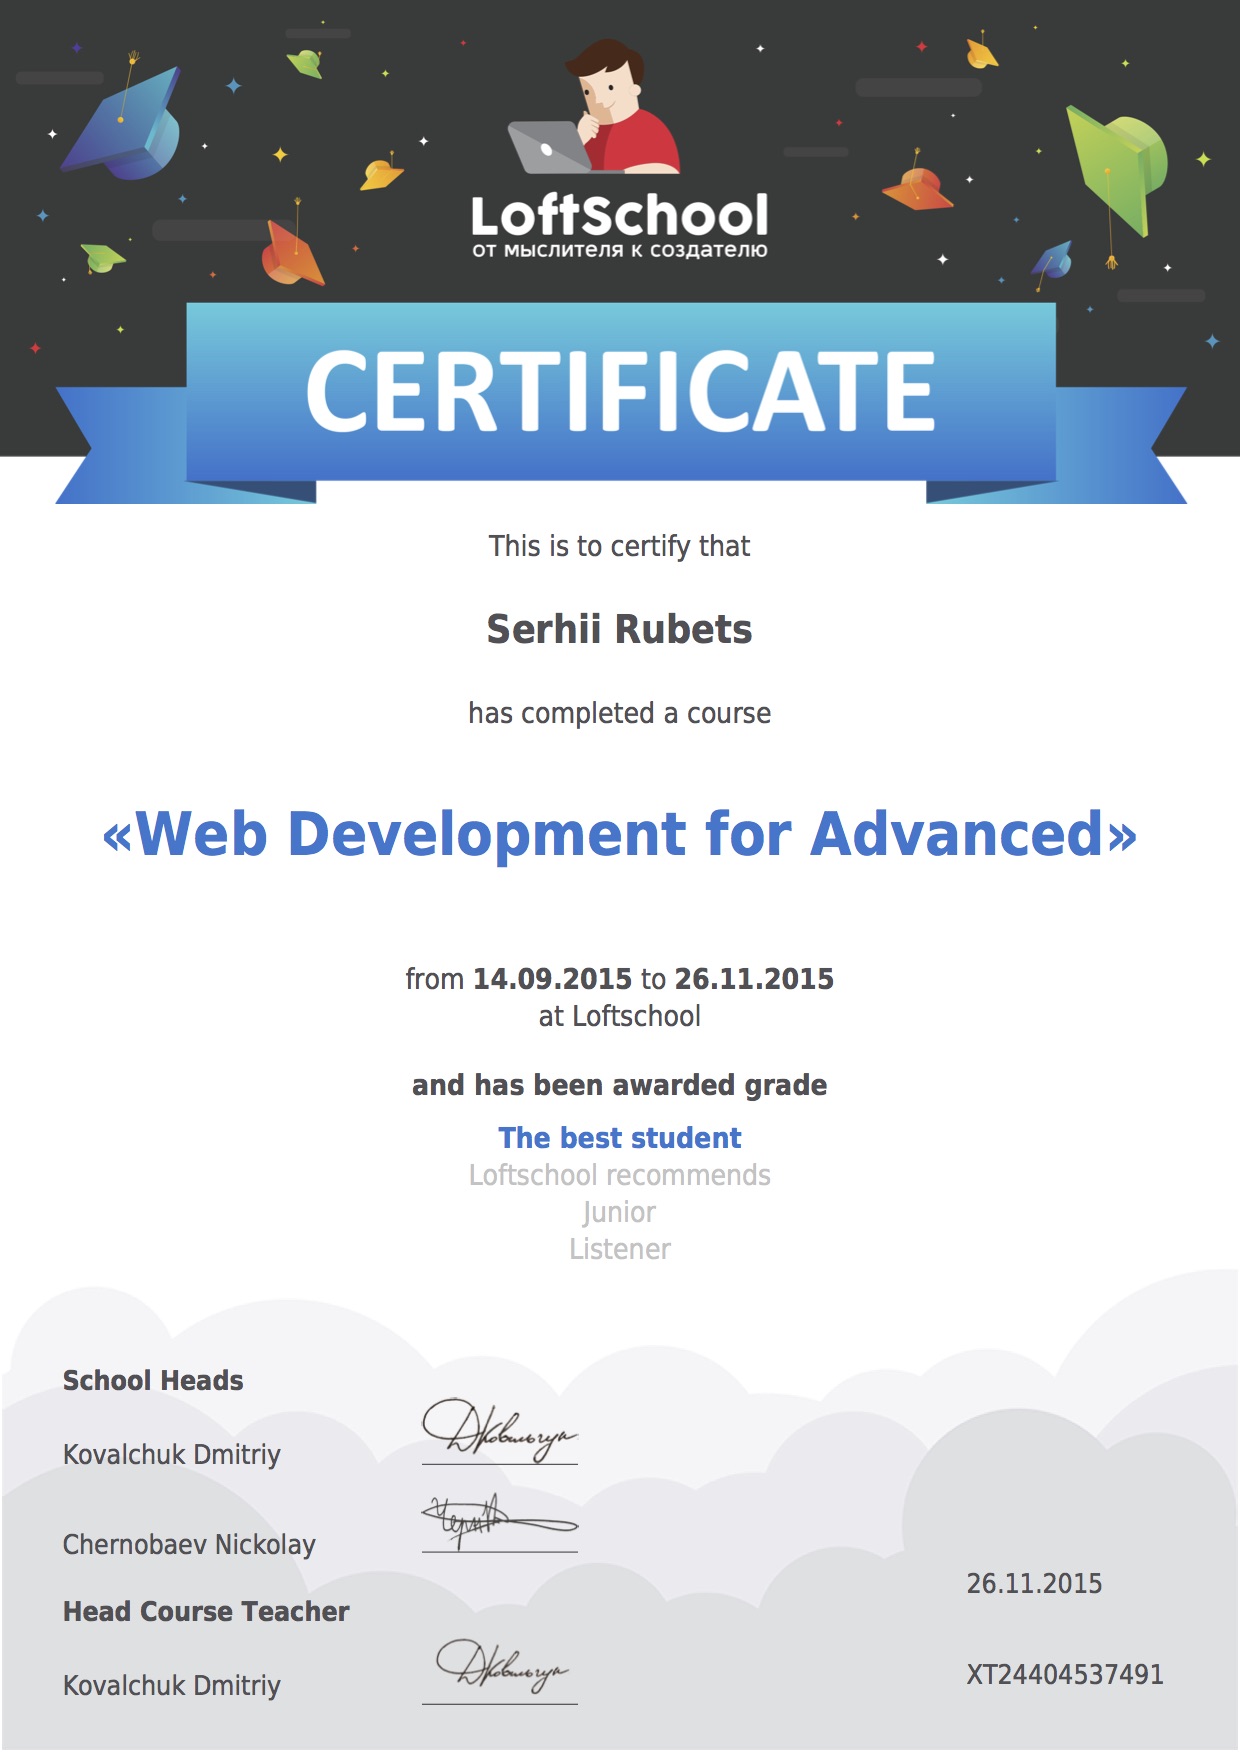 LoftSchool
от мыслителя к создателю
CERTIFICATE
This is to certify that
Serhii Rubets
has completed a course
«Web Development for Advanced»
from 14.09.2015 to 26.11.2015
at Loftschool
and has been awarded grade
The best student
Loftschool recommends
Junior
Listener
School Heads
Kovalchuk Dmitriy
Chernobaev Nickolay
Head Course Teacher
Kovalchuk Dmitriy
26.11.2015
XT24404537491